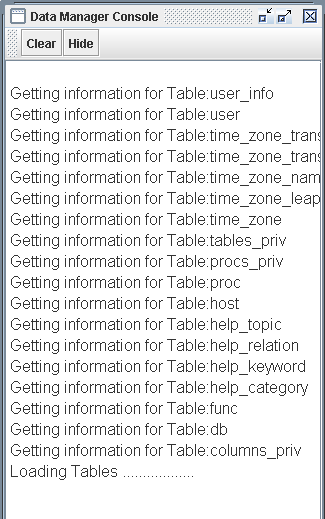 Data Manager Console
Clear Hide
Getting information for Table:user_info
Getting information for Table:user
Getting information for Table:time_zone_trans
Getting information for Table:time_zone_trans
Getting information for Table:time_zone_nam
Getting information for Table:time_zone_leap
Getting information for Table:time_zone
Getting information for Table:tables_priv
Getting information for Table:procs_priv
Getting information for Table:proc
Getting information for Table:host
Getting information for Table:help_topic
Getting information for Table:help_relation
Getting information for Table:help_keyword
Getting information for Table:help_category
Getting information for Table:func
Getting information for Table:db
Getting information for Table:columns_priv
Loading Tables ..................